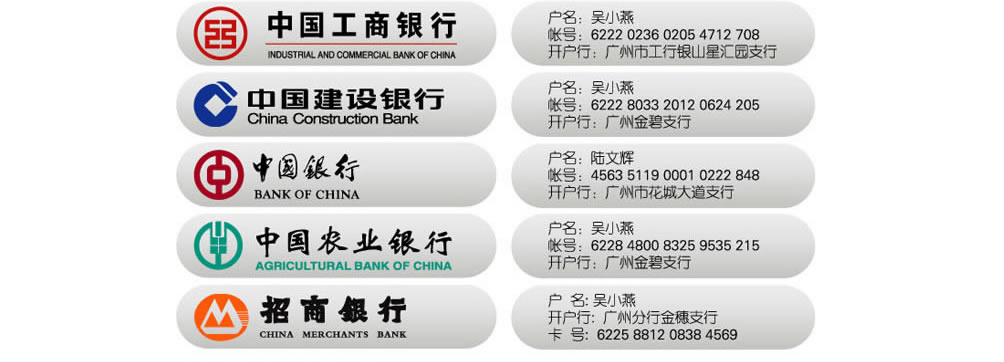 中国工商银行
INDUSTRIAL AND COMMERCIAL BANK OF CHINA
户名：吴小燕
帐号：6222 0236 0205 4712 708
开户行：广州市工行银山星汇园支行
中国建设银行
China Construction Bank
户名：吴小燕
帐号：6222 8033 2012 0624 205
开户行：广州金碧支行
中国银行
BANK OF CHINA
户名：陆文辉
帐号：4563 5119 0001 0222 848
开户行：广州市花城大道支行
中国农业银行
AGRICULTURAL BANK OF CHINA
户名：吴小燕
帐号：6228 4800 8325 9535 215
开户行：广州金碧支行
招商銀行
CHINA MERCHANTS BANK
户 名: 吴小燕
开户行：广州分行金穗支行
卡 号: 6225 8812 0838 4569